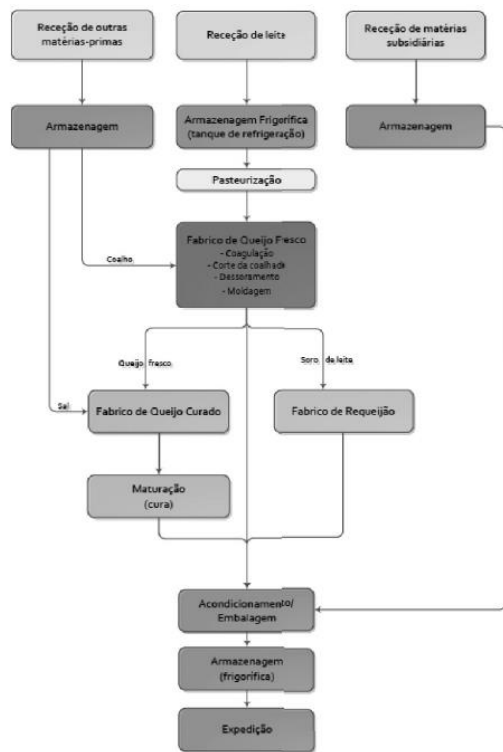 Receção de outras
matérias-primas
Receção de leite
Receção de matérias
subsidiárias
Armazenagem
Armazenagem Frigorífica
(tanque de refrigeração)
Armazenagem
Pasteurização
Fabrico de Queijo Fresco
- Coagulação
- Corte da coalhada
- Dessoramento
- Moldagem
Coalho
Queijo fresco
Soro de leite
Sal
Fabrico de Queijo Curado
Fabrico de Requeijão
Maturação
(cura)
Acondicionamento/
Embalagem
Armazenagem
(frigorífica)
Expedição